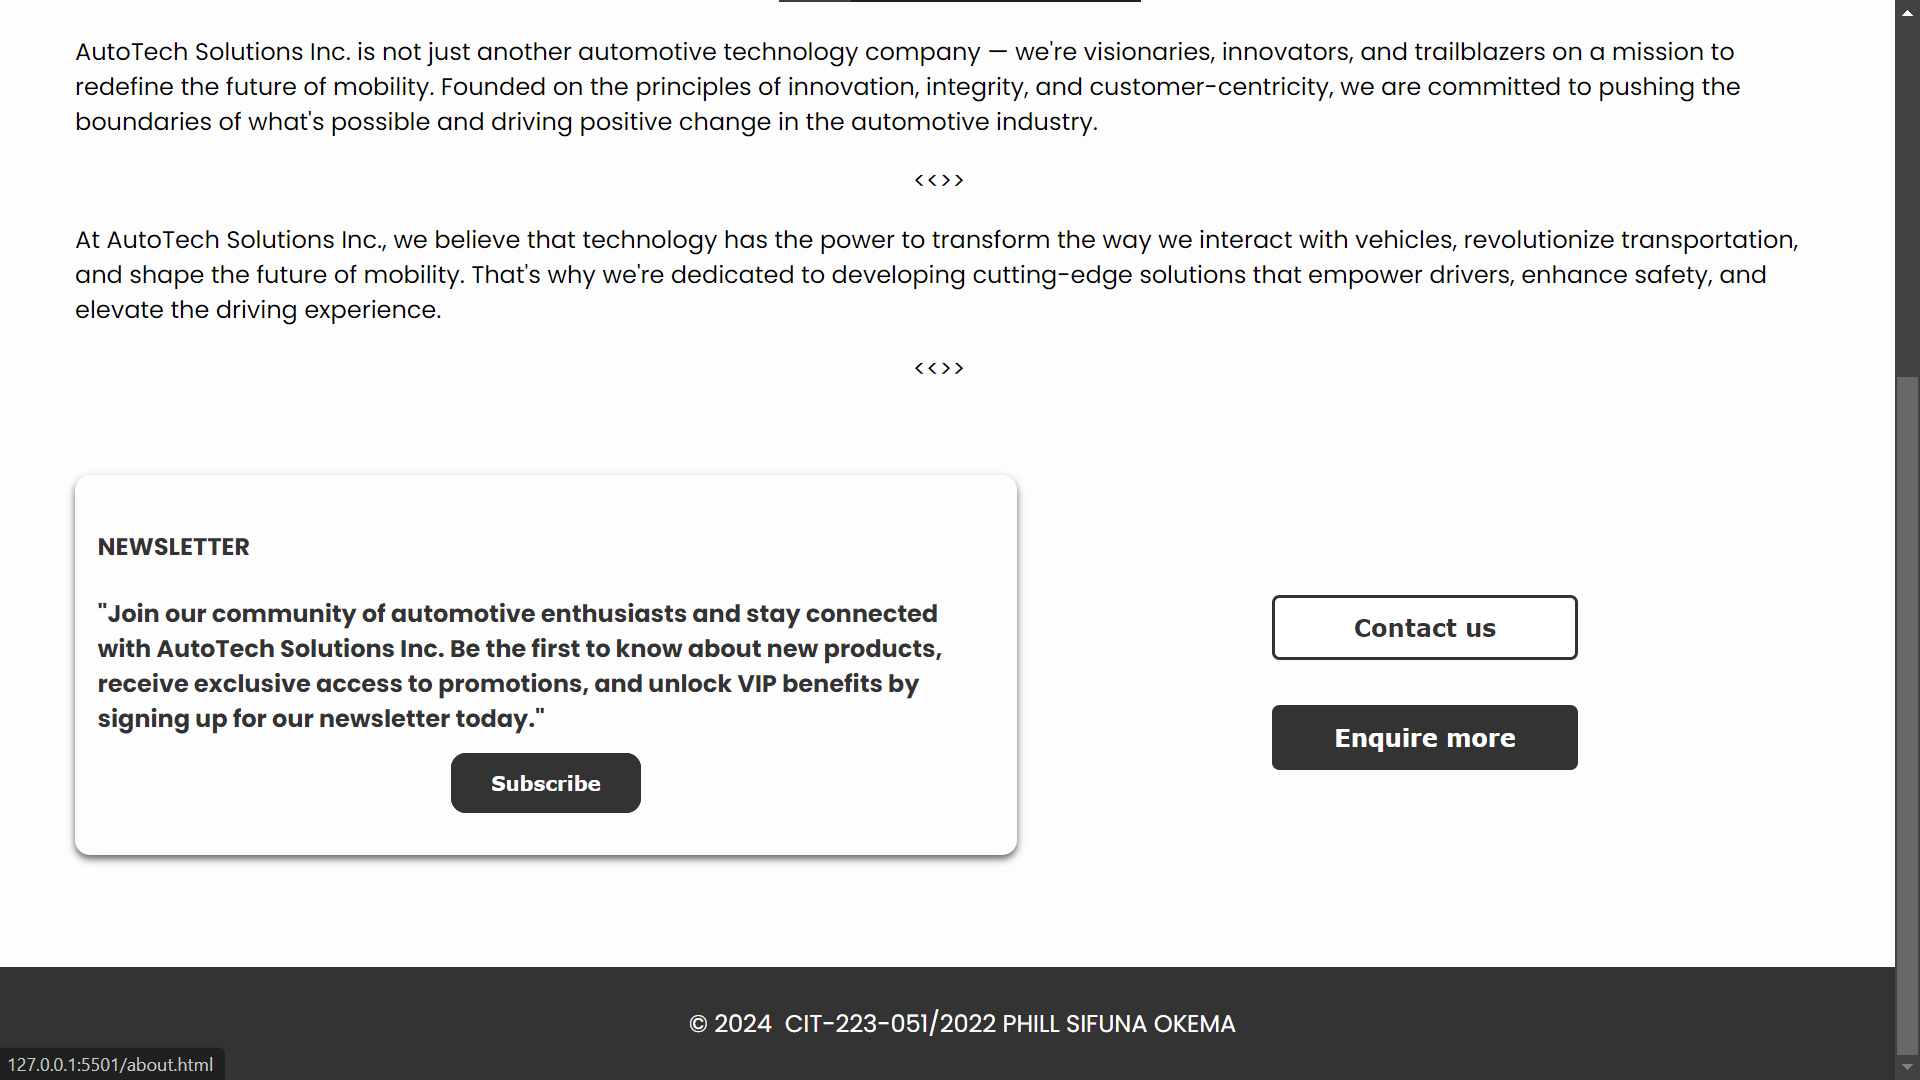 AutoTech Solutions Inc. is not just another automotive technology company — we're visionaries, innovators, and trailblazers on a mission to
redefine the future of mobility. Founded on the principles of innovation, integrity, and customer-centricity, we are committed to pushing the
boundaries of what's possible and driving positive change in the automotive industry.
<<>>
At AutoTech Solutions Inc., we believe that technology has the power to transform the way we interact with vehicles, revolutionize transportation,
and shape the future of mobility. That's why we're dedicated to developing cutting-edge solutions that empower drivers, enhance safety, and
elevate the driving experience.
<<>>
NEWSLETTER
"Join our community of automotive enthusiasts and stay connected
with AutoTech Solutions Inc. Be the first to know about new products,
receive exclusive access to promotions, and unlock VIP benefits by
signing up for our newsletter today."
Subscribe
Contact us
Enquire more
© 2024 CIT-223-051/2022 PHILL SIFUNA OKEMA
127.0.0.1:5501/about.html